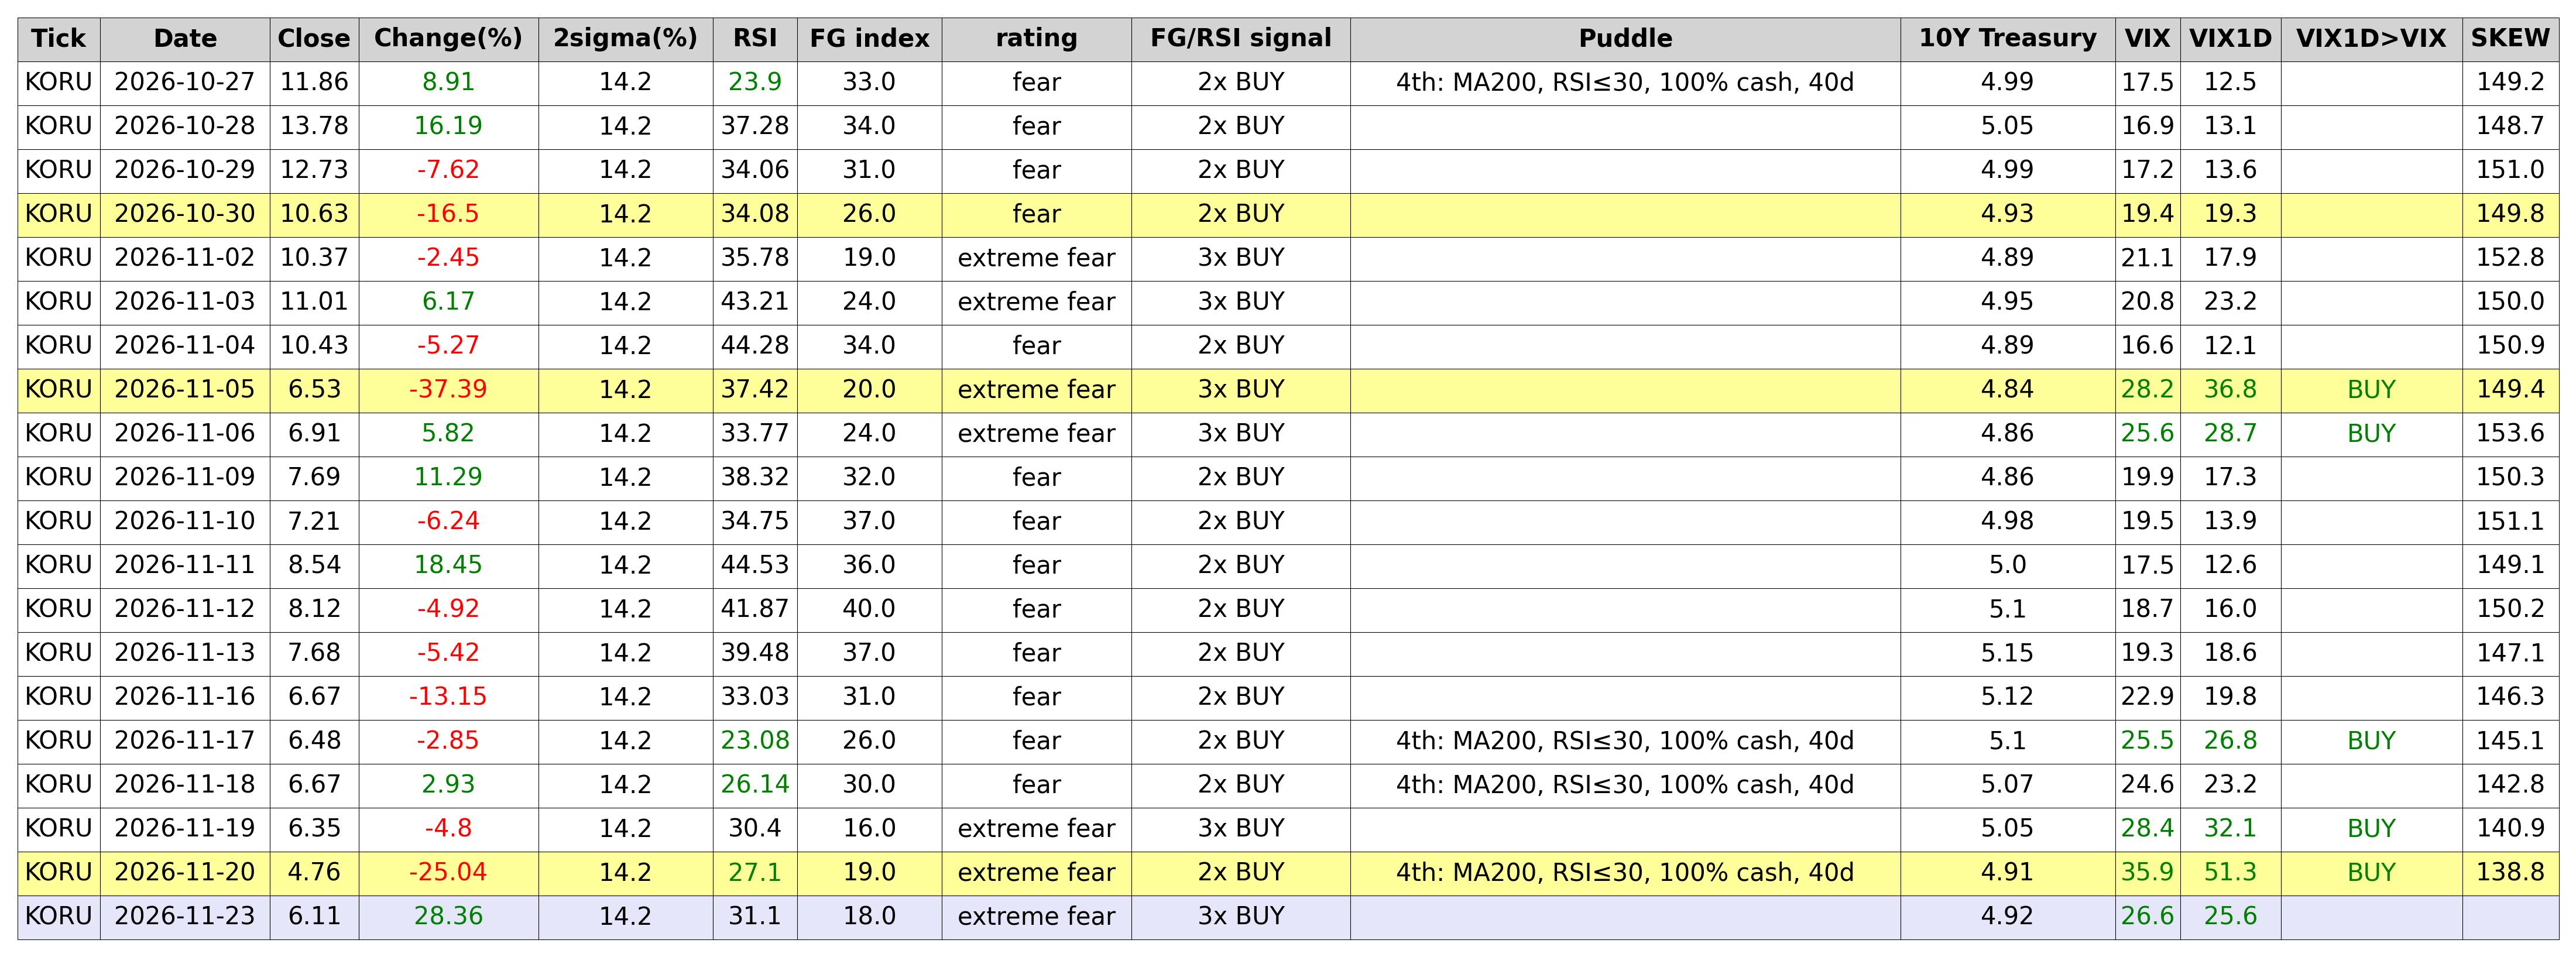 Tick Date Close Change(%) 2sigma(%) RSI FG index rating FG/RSI signal Puddle 10Y Treasury VIX VIX1D VIX1D>VIX SKEW
KORU 2026-10-27 11.86 8.91 14.2 23.9 33.0 fear 2x BUY 4th: MA200, RSI≤30, 100% cash, 40d 4.99 17.5 12.5 149.2
KORU 2026-10-28 13.78 16.19 14.2 37.28 34.0 fear 2x BUY 5.05 16.9 13.1 148.7
KORU 2026-10-29 12.73 -7.62 14.2 34.06 31.0 fear 2x BUY 4.99 17.2 13.6 151.0
KORU 2026-10-30 10.63 -16.5 14.2 34.08 26.0 fear 2x BUY 4.93 19.4 19.3 149.8
KORU 2026-11-02 10.37 -2.45 14.2 35.78 19.0 extreme fear 3x BUY 4.89 21.1 17.9 152.8
KORU 2026-11-03 11.01 6.17 14.2 43.21 24.0 extreme fear 3x BUY 4.95 20.8 23.2 150.0
KORU 2026-11-04 10.43 -5.27 14.2 44.28 34.0 fear 2x BUY 4.89 16.6 12.1 150.9
KORU 2026-11-05 6.53 -37.39 14.2 37.42 20.0 extreme fear 3x BUY 4.84 28.2 36.8 BUY 149.4
KORU 2026-11-06 6.91 5.82 14.2 33.77 24.0 extreme fear 3x BUY 4.86 25.6 28.7 BUY 153.6
KORU 2026-11-09 7.69 11.29 14.2 38.32 32.0 fear 2x BUY 4.86 19.9 17.3 150.3
KORU 2026-11-10 7.21 -6.24 14.2 34.75 37.0 fear 2x BUY 4.98 19.5 13.9 151.1
KORU 2026-11-11 8.54 18.45 14.2 44.53 36.0 fear 2x BUY 5.0 17.5 12.6 149.1
KORU 2026-11-12 8.12 -4.92 14.2 41.87 40.0 fear 2x BUY 5.1 18.7 16.0 150.2
KORU 2026-11-13 7.68 -5.42 14.2 39.48 37.0 fear 2x BUY 5.15 19.3 18.6 147.1
KORU 2026-11-16 6.67 -13.15 14.2 33.03 31.0 fear 2x BUY 5.12 22.9 19.8 146.3
KORU 2026-11-17 6.48 -2.85 14.2 23.08 26.0 fear 2x BUY 4th: MA200, RSI≤30, 100% cash, 40d 5.1 25.5 26.8 BUY 145.1
KORU 2026-11-18 6.67 2.93 14.2 26.14 30.0 fear 2x BUY 4th: MA200, RSI≤30, 100% cash, 40d 5.07 24.6 23.2 142.8
KORU 2026-11-19 6.35 -4.8 14.2 30.4 16.0 extreme fear 3x BUY 5.05 28.4 32.1 BUY 140.9
KORU 2026-11-20 4.76 -25.04 14.2 27.1 19.0 extreme fear 2x BUY 4th: MA200, RSI≤30, 100% cash, 40d 4.91 35.9 51.3 BUY 138.8
KORU 2026-11-23 6.11 28.36 14.2 31.1 18.0 extreme fear 3x BUY 4.92 26.6 25.6